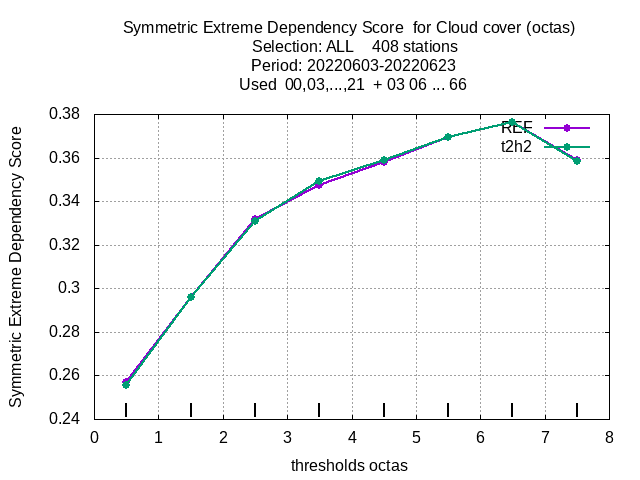 Symmetric Extreme Dependency Score  for Cloud cover (octas)
Selection: ALL    408 stations
Period: 20220603-20220623
Used  00,03,...,21  + 03 06 ... 66
Symmetric Extreme Dependency Score
0.38
0.36
0.34
0.32
0.3
0.28
0.26
0.24
REF
t2h2
0 1 2 3 4 5 6 7 8
thresholds octas